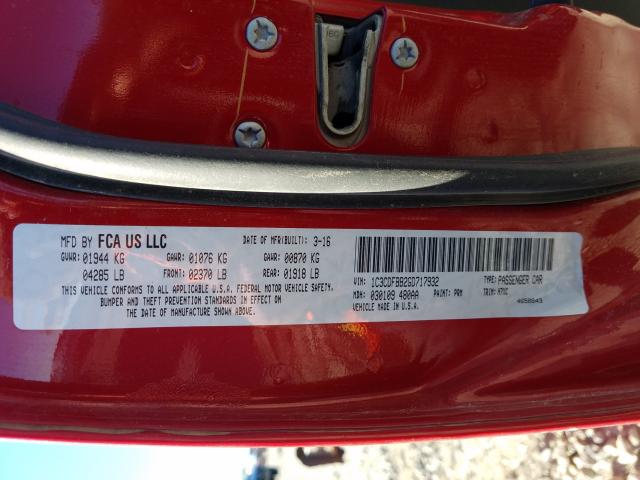 MFD BY FCA US LLC DATE OF MFR(BUILT): 3-16
GVWR: 01944 KG GAWR: 01076 KG GAWR: 00870 KG
04285 LB FRONT: 02370 LB REAR: 01918 LB
THIS VEHICLE CONFORMS TO ALL APPLICABLE U.S.A. FEDERAL MOTOR VEHICLE SAFETY,
BUMPER AND THEFT PREVENTION STANDARDS IN EFFECT ON
THE DATE OF MANUFACTURE SHOWN ABOVE.
VIN: 1C3CDFBB2GD717932 TYPE: PASSENGER CAR
MDH: 030109 480AA PAINT: PRM TRIM:
VEHICLE MADE IN U.S.A.